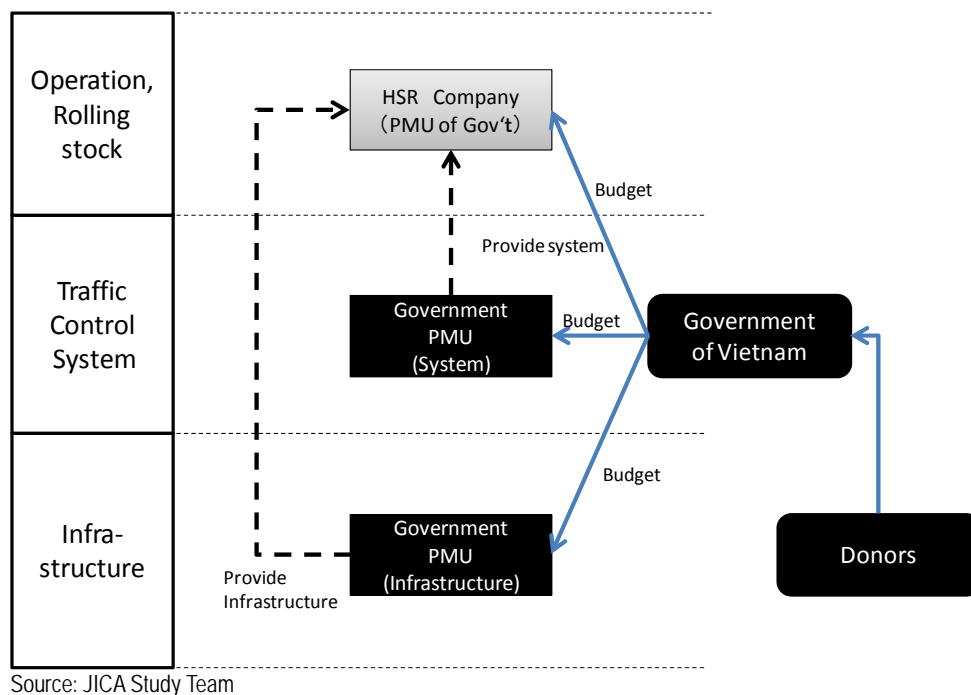 Operation,
Rolling
stock
HSR Company
(PMU of Gov't)
Budget
Provide system
Traffic
Control
System
Government
PMU
(System)
Budget
Government
of Vietnam
Budget
Infra-
structure
Government
PMU
(Infrastructure)
Provide
Infrastructure
Donors
Source: JICA Study Team